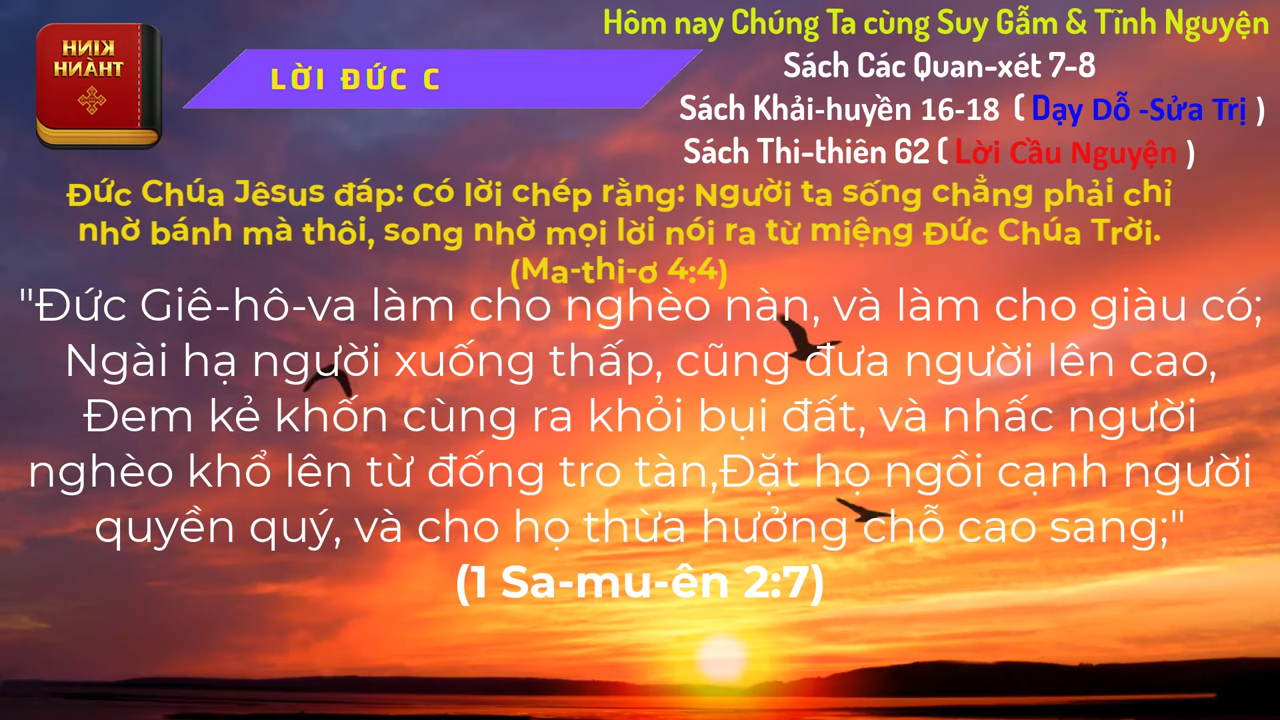 KINH
THÁNH
LỜI ĐỨC C
Hôm nay Chúng Ta cùng Suy Gẫm & Tĩnh Nguyện
Sách Các Quan-xét 7-8
Sách Khải-huyền 16-18 ( Dạy Dỗ -Sửa Trị )
Sách Thi-thiên 62 ( Lời Cầu Nguyện )
Đức Chúa Jêsus đáp: Có lời chép rằng: Người ta sống chẳng phải chỉ
nhờ bánh mà thôi, song nhờ mọi lời nói ra từ miệng Đức Chúa Trời.
(Ma-thi-ơ 4:4)
"Đức Giê-hô-va làm cho nghèo nàn, và làm cho giàu có;
Ngài hạ người xuống thấp, cũng đưa người lên cao,
Đem kẻ khốn cùng ra khỏi bụi đất, và nhấc người
nghèo khổ lên từ đống tro tàn,Đặt họ ngồi cạnh người
quyền quý, và cho họ thừa hưởng chỗ cao sang;"
(1 Sa-mu-ên 2:7)